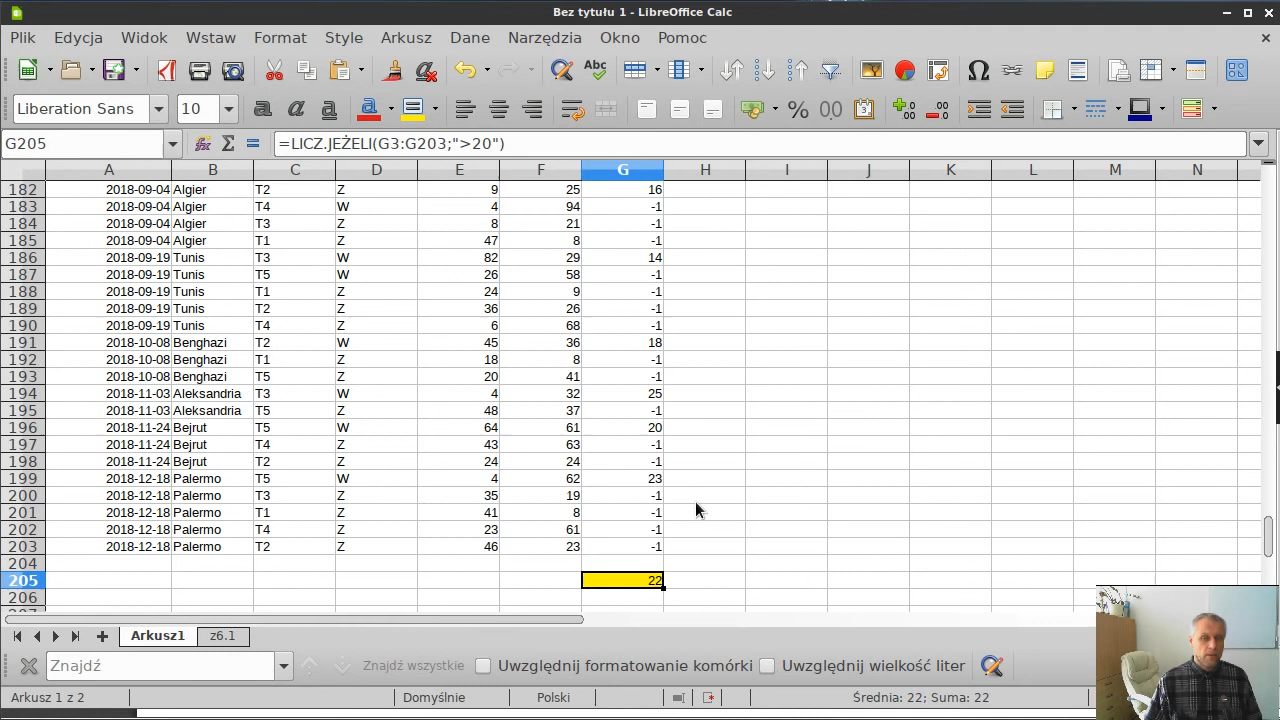 Bez tytułu 1 - LibreOffice Calc
Plik Edycja Widok Wstaw Format Style Arkusz Dane Narzędzia Okno Pomoc
Abc
Liberation Sans 10
G205 =LICZ.JEŻELI(G3:G203;">20")
A B C D E F G H I J K L M N
182 2018-09-04 Algier T2 Z 9 25 16
183 2018-09-04 Algier T4 W 4 94 -1
184 2018-09-04 Algier T3 Z 8 21 -1
185 2018-09-04 Algier T1 Z 47 8 -1
186 2018-09-19 Tunis T3 W 82 29 14
187 2018-09-19 Tunis T5 W 26 58 -1
188 2018-09-19 Tunis T1 Z 24 9 -1
189 2018-09-19 Tunis T2 Z 36 26 -1
190 2018-09-19 Tunis T4 Z 6 68 -1
191 2018-10-08 Benghazi T2 W 45 36 18
192 2018-10-08 Benghazi T1 Z 18 8 -1
193 2018-10-08 Benghazi T5 Z 20 41 -1
194 2018-11-03 Aleksandria T3 W 4 32 25
195 2018-11-03 Aleksandria T5 Z 48 37 -1
196 2018-11-24 Bejrut T5 W 64 61 20
197 2018-11-24 Bejrut T4 Z 43 63 -1
198 2018-11-24 Bejrut T2 Z 24 24 -1
199 2018-12-18 Palermo T5 W 4 62 23
200 2018-12-18 Palermo T3 Z 35 19 -1
201 2018-12-18 Palermo T1 Z 41 8 -1
202 2018-12-18 Palermo T4 Z 23 61 -1
203 2018-12-18 Palermo T2 Z 46 23 -1
204
205 22
206
Arkusz1 z6.1
Znajdź Znajdź wszystkie Uwzględnij formatowanie komórki Uwzględnij wielkość liter
Arkusz 1 z 2 Domyślnie Polski Średnia: 22; Suma: 22